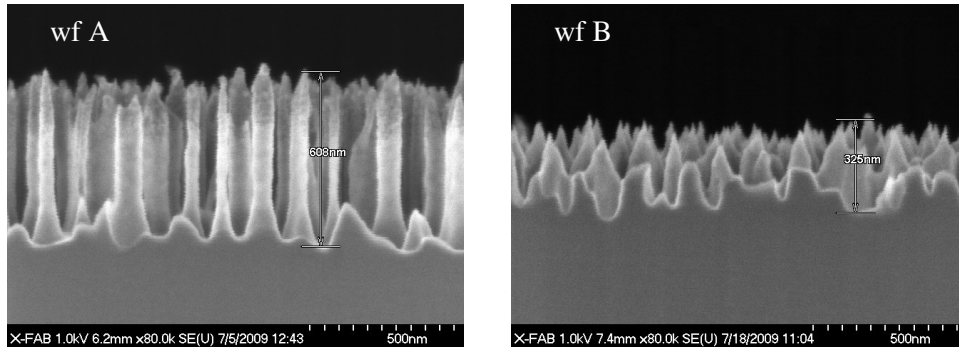 wf A
608nm
X-FAB 1.0kV 6.2mm x80.0k SE(U) 7/5/2009 12:43
500nm
wf B
325nm
X-FAB 1.0kV 7.4mm x80.0k SE(U) 7/18/2009 11:04
500nm